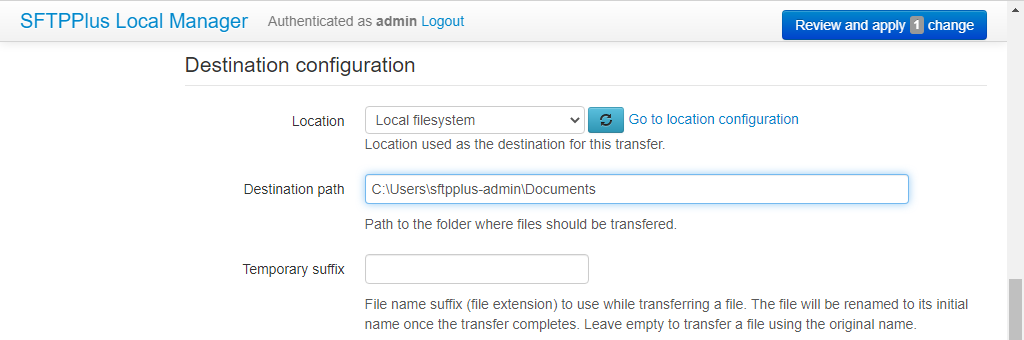 SFTPPlus Local Manager Authenticated as admin Logout Review and apply 1 change
Destination configuration
Location Local filesystem Go to location configuration
Location used as the destination for this transfer.
Destination path C:\Users\sftpplus-admin\Documents
Path to the folder where files should be transfered.
Temporary suffix
File name suffix (file extension) to use while transferring a file. The file will be renamed to its initial
name once the transfer completes. Leave empty to transfer a file using the original name.